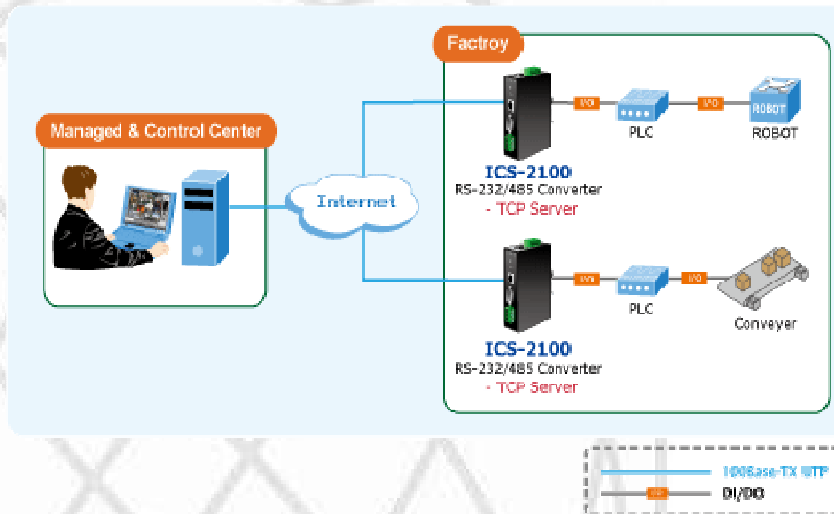 Factroy
Managed & Control Center
Internet
I/O
I/O
PLC
ROBOT
ROBOT
ICS-2100
RS-232/485 Converter
- TCP Server
I/O
I/O
PLC
Conveyer
ICS-2100
RS-232/485 Converter
- TCP Server
100Base-TX UTP
I/O
DI/DO